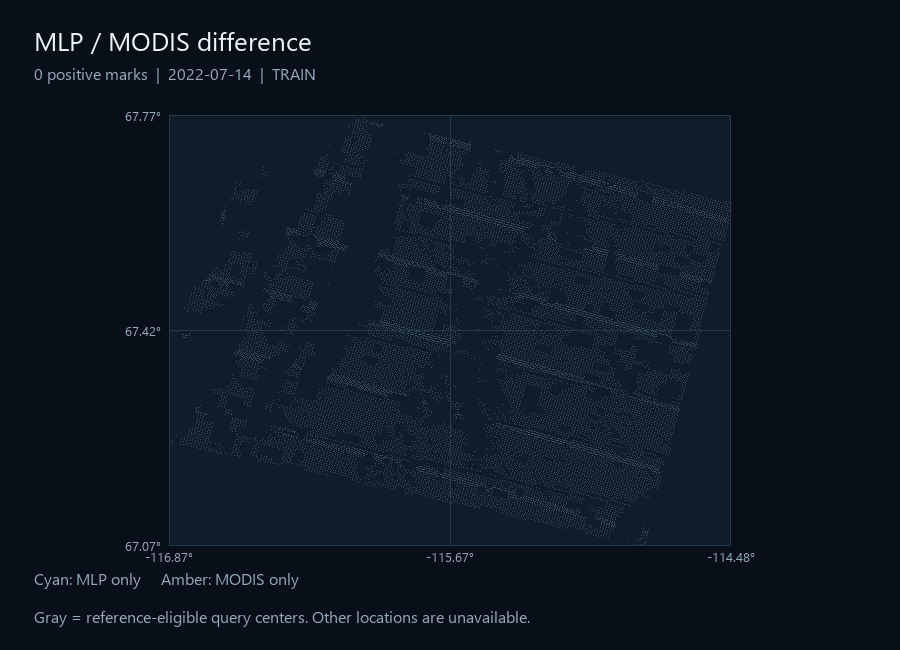 MLP / MODIS difference
0 positive marks | 2022-07-14 | TRAIN
67.77°
67.42°
67.07°
-116.87° -115.67° -114.48°
Cyan: MLP only Amber: MODIS only
Gray = reference-eligible query centers. Other locations are unavailable.